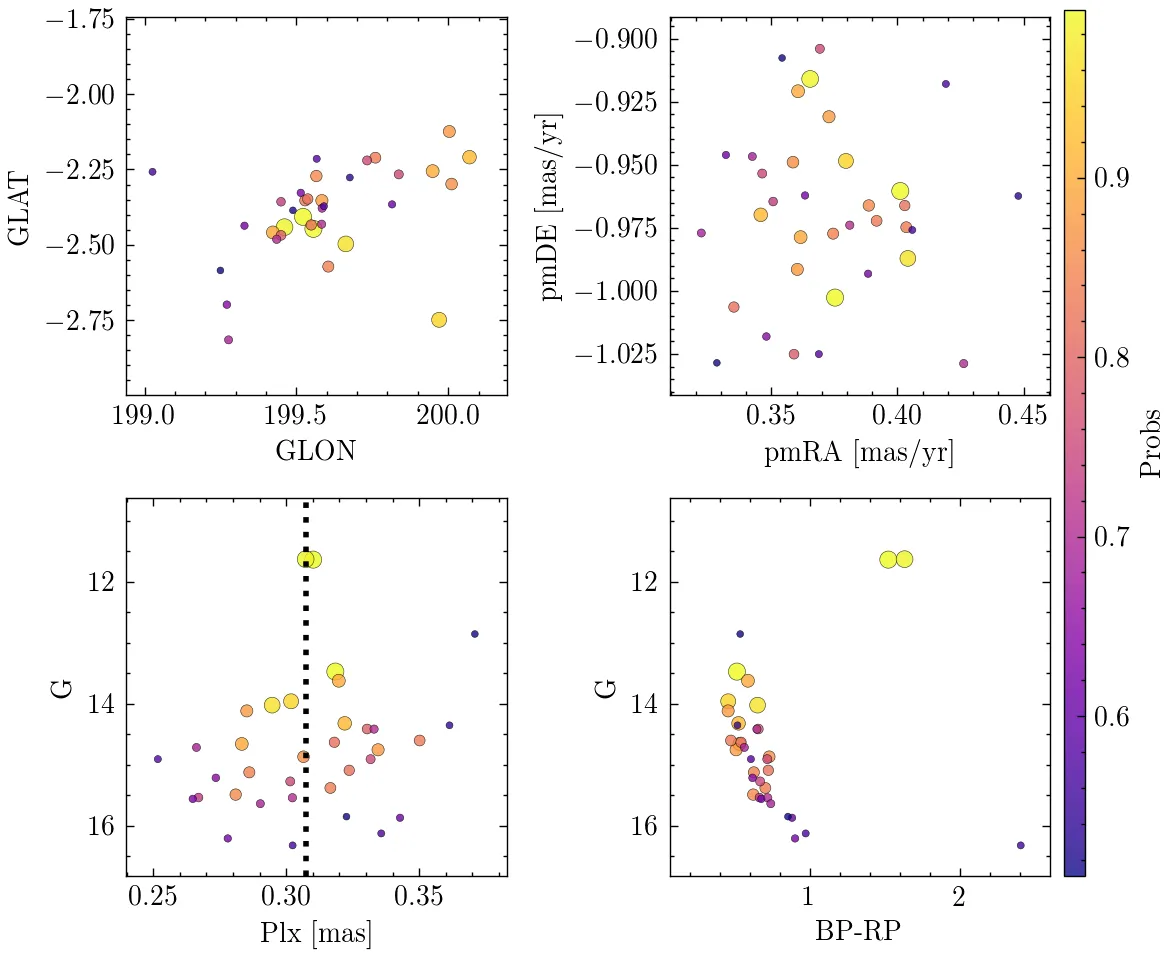 −1.75
−2.00
−2.25
−2.50
−2.75
GLAT
199.0 199.5 200.0
GLON
−0.900
−0.925
−0.950
−0.975
−1.000
−1.025
pmDE [mas/yr]
0.35 0.40 0.45
pmRA [mas/yr]
12
14
16
G
0.25 0.30 0.35
Plx [mas]
12
14
16
G
1 2
BP-RP
0.9
0.8
0.7
0.6
Probs